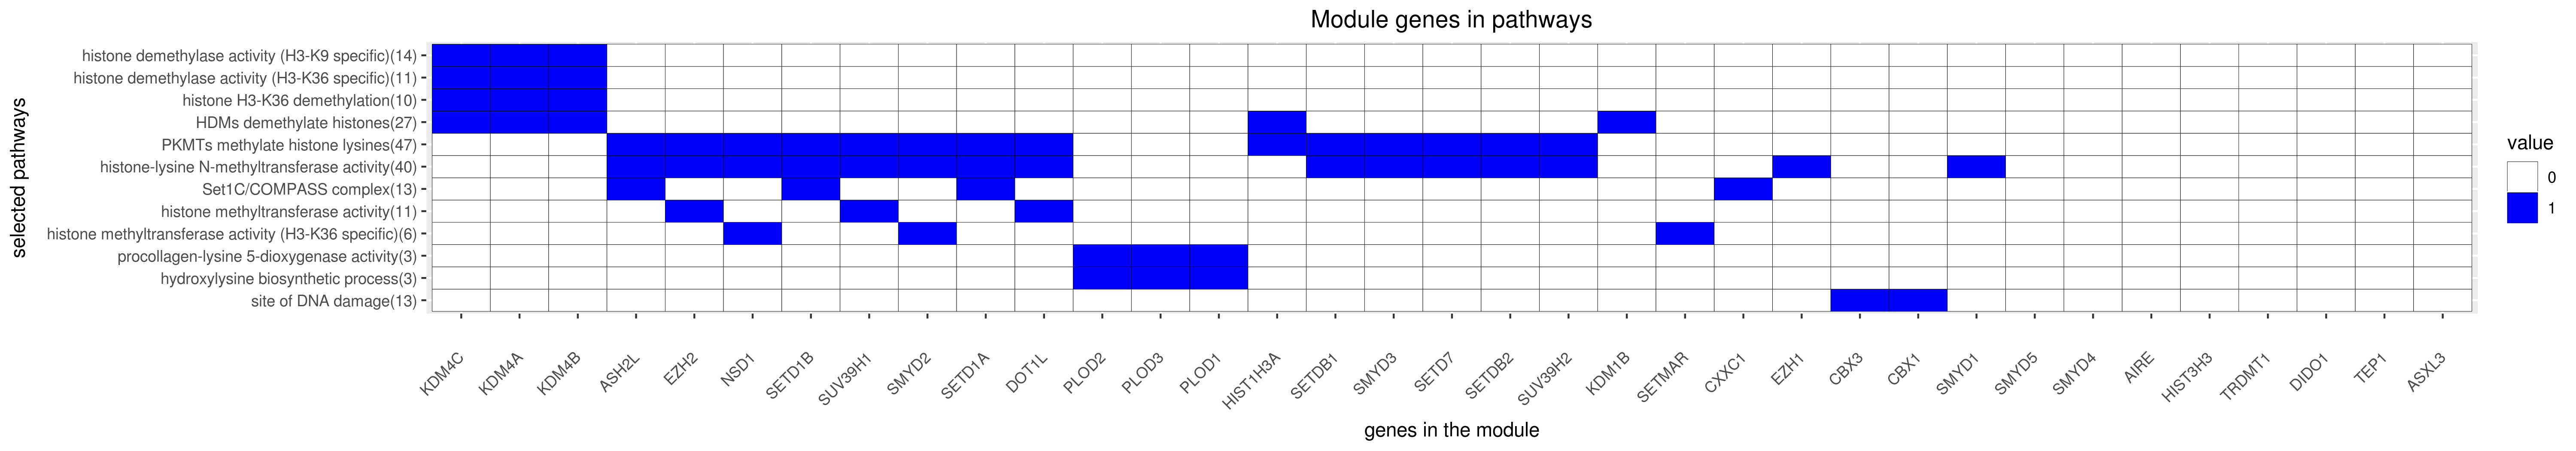 Module genes in pathways
selected pathways
histone demethylase activity (H3-K9 specific)(14)
histone demethylase activity (H3-K36 specific)(11)
histone H3-K36 demethylation(10)
HDMs demethylate histones(27)
PKMTs methylate histone lysines(47)
histone-lysine N-methyltransferase activity(40)
Set1C/COMPASS complex(13)
histone methyltransferase activity(11)
histone methyltransferase activity (H3-K36 specific)(6)
procollagen-lysine 5-dioxygenase activity(3)
hydroxylysine biosynthetic process(3)
site of DNA damage(13)
value
0
1
KDM4C
KDM4A
KDM4B
ASH2L
EZH2
NSD1
SETD1B
SUV39H1
SMYD2
SETD1A
DOT1L
PLOD2
PLOD3
PLOD1
HIST1H3A
SETDB1
SMYD3
SETD7
SETDB2
SUV39H2
KDM1B
SETMAR
CXXC1
EZH1
CBX3
CBX1
SMYD1
SMYD5
SMYD4
AIRE
HIST3H3
TRDMT1
DIDO1
TEP1
ASXL3
genes in the module